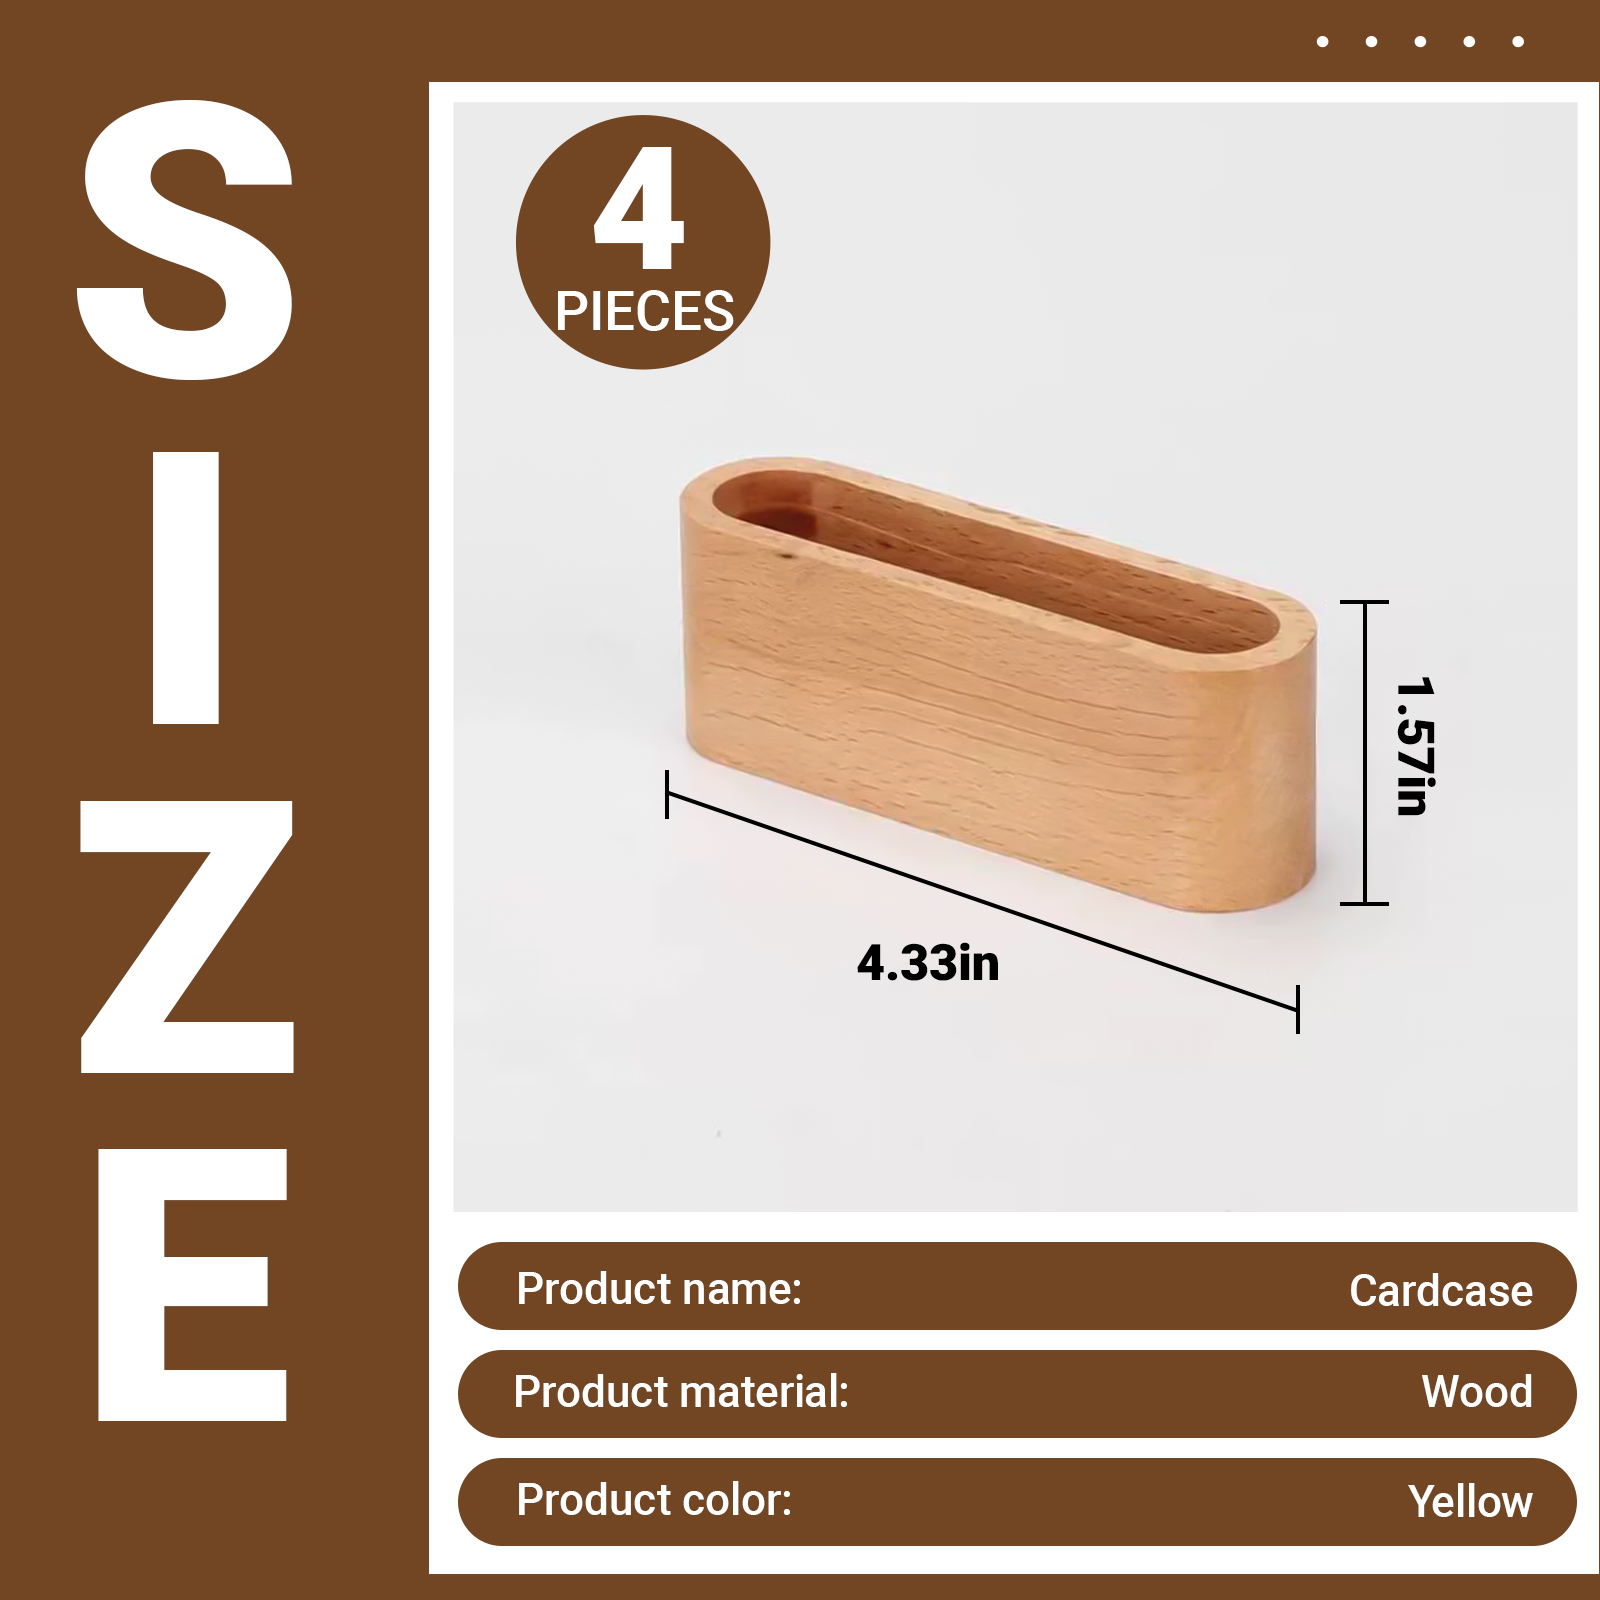 SIZE
4
PIECES
1.57in
4.33in
Product name: Cardcase
Product material: Wood
Product color: Yellow